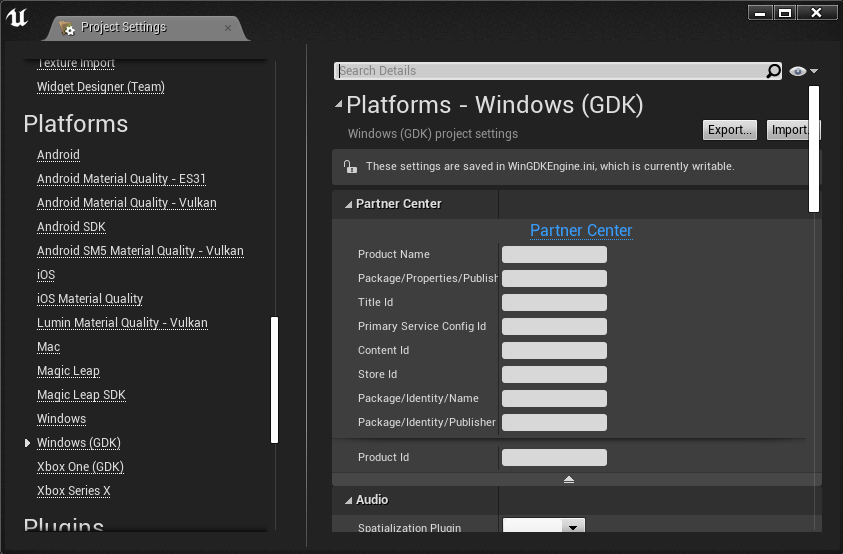 Project Settings
Texture Import
Widget Designer (Team)
Platforms
Android
Android Material Quality - ES31
Android Material Quality - Vulkan
Android SDK
Android SM5 Material Quality - Vulkan
iOS
iOS Material Quality
Lumin Material Quality - Vulkan
Mac
Magic Leap
Magic Leap SDK
Windows
Windows (GDK)
Xbox One (GDK)
Xbox Series X
Plugins
Search Details
Platforms - Windows (GDK)
Windows (GDK) project settings
Export...
Import
These settings are saved in WinGDKEngine.ini, which is currently writable.
Partner Center
Partner Center
Product Name
Package/Properties/Publish
Title Id
Primary Service Config Id
Content Id
Store Id
Package/Identity/Name
Package/Identity/Publisher
Product Id
Audio
Spatialization Plugin